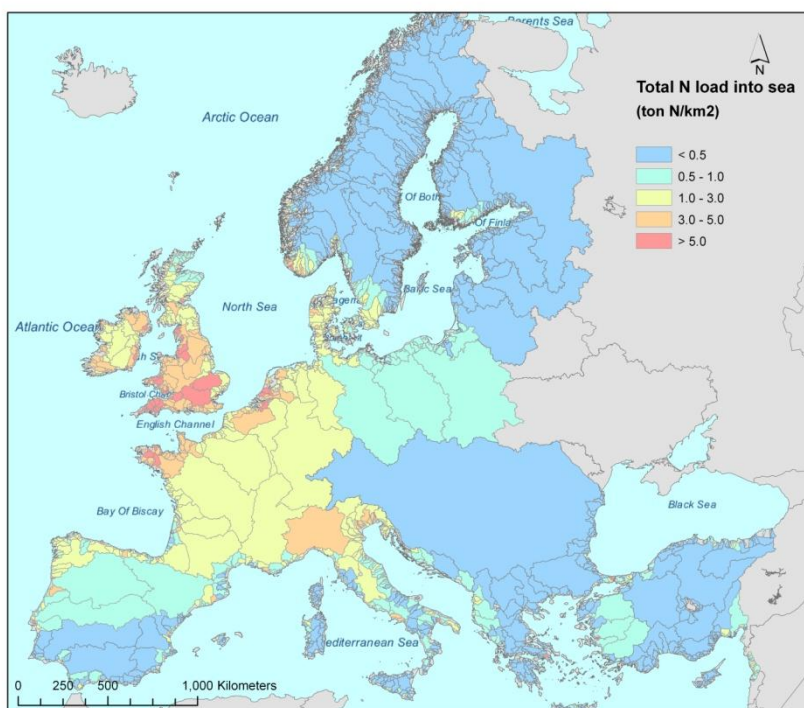 Barents Sea
N
Total N load into sea
(ton N/km2)
< 0.5
0.5 - 1.0
1.0 - 3.0
3.0 - 5.0
> 5.0
Arctic Ocean
Of Both
Of Finla
North Sea
Baltic Sea
Atlantic Ocean
Bristol
English Channel
Bay Of Biscay
Black Sea
editerranean Sea
0 250 500 1,000 Kilometers